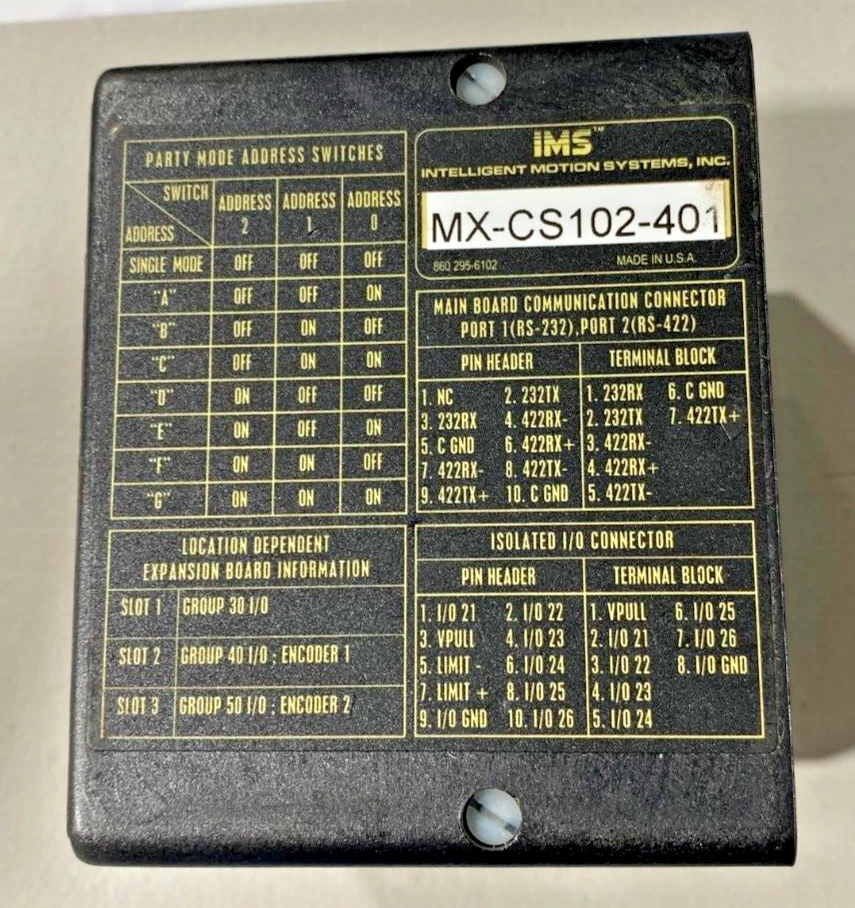 PARTY MODE ADDRESS SWITCHES
SWITCH ADDRESS ADDRESS 2 ADDRESS 1 ADDRESS 0
SINGLE MODE OFF OFF OFF
"A" OFF OFF ON
"B" OFF ON OFF
"C" OFF ON ON
"D" ON OFF OFF
"E" ON OFF ON
"F" ON ON OFF
"G" ON ON ON
LOCATION DEPENDENT
EXPANSION BOARD INFORMATION
SLOT 1 GROUP 30 I/O
SLOT 2 GROUP 40 I/O ; ENCODER 1
SLOT 3 GROUP 50 I/O ; ENCODER 2
IMS™
INTELLIGENT MOTION SYSTEMS, INC.
MX-CS102-401
860 295-6102 MADE IN U.S.A.
MAIN BOARD COMMUNICATION CONNECTOR
PORT 1(RS-232),PORT 2(RS-422)
PIN HEADER TERMINAL BLOCK
1. NC 2. 232TX 1. 232RX 6. C GND
3. 232RX 4. 422RX- 2. 232TX 7. 422TX+
5. C GND 6. 422RX+ 3. 422RX-
7. 422RX- 8. 422TX- 4. 422RX+
9. 422TX+ 10. C GND 5. 422TX-
ISOLATED I/O CONNECTOR
PIN HEADER TERMINAL BLOCK
1. I/O 21 2. I/O 22 1. VPULL 6. I/O 25
3. VPULL 4. I/O 23 2. I/O 21 7. I/O 26
5. LIMIT - 6. I/O 24 3. I/O 22 8. I/O GND
7. LIMIT + 8. I/O 25 4. I/O 23
9. I/O GND 10. I/O 26 5. I/O 24